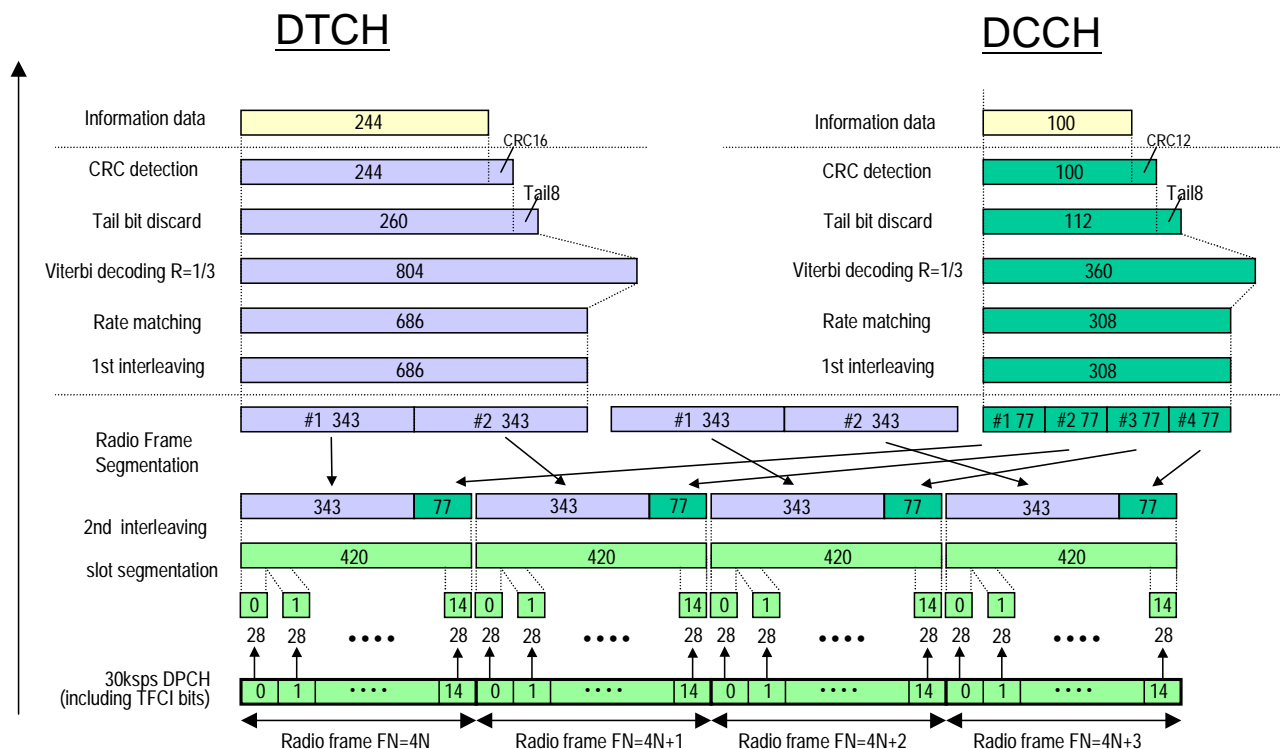 DTCH DCCH
Information data 244 Information data 100
CRC16 CRC12
CRC detection 244 CRC detection 100
Tail8 Tail8
Tail bit discard 260 Tail bit discard 112
Viterbi decoding R=1/3 804 Viterbi decoding R=1/3 360
Rate matching 686 Rate matching 308
1st interleaving 686 1st interleaving 308
#1 343 #2 343 #1 343 #2 343 #1 77 #2 77 #3 77 #4 77
Radio Frame
Segmentation
343 77 343 77 343 77 343 77
2nd interleaving
420 420 420 420
slot segmentation
0 1 14 0 1 14 0 1 14 0 1 14
28 28 •••• 28 28 28 •••• 28 28 28 •••• 28 28 28 •••• 28
30ksps DPCH
(including TFCI bits)
0 1 •••• 14 0 1 •••• 14 0 1 •••• 14 0 1 •••• 14
Radio frame FN=4N Radio frame FN=4N+1 Radio frame FN=4N+2 Radio frame FN=4N+3